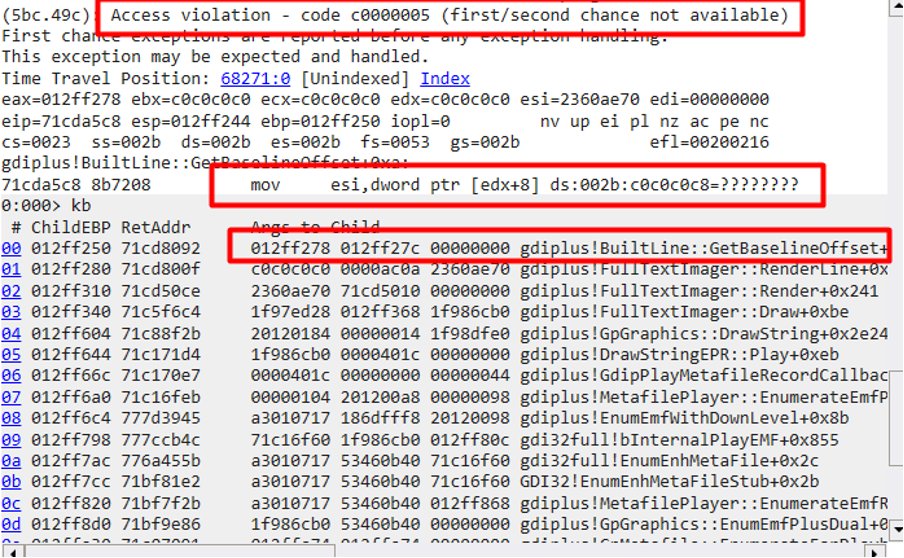 (5bc.49c): Access violation - code c0000005 (first/second chance not available)
First chance exceptions are reported before any exception handling.
This exception may be expected and handled.
Time Travel Position: 68271:0 [Unindexed] Index
eax=012ff278 ebx=c0c0c0c0 ecx=c0c0c0c0 edx=c0c0c0c0 esi=2360ae70 edi=00000000
eip=71cda5c8 esp=012ff244 ebp=012ff250 iopl=0 nv up ei pl nz ac pe nc
cs=0023 ss=002b ds=002b es=002b fs=0053 gs=002b efl=00200216
gdiplus!BuiltLine::GetBaselineOffset+0xa:
71cda5c8 8b7208 mov esi,dword ptr [edx+8] ds:002b:c0c0c0c8=????????
0:000> kb
# ChildEBP RetAddr Args to Child
00 012ff250 71cd8092 012ff278 012ff27c 00000000 gdiplus!BuiltLine::GetBaselineOffset+
01 012ff280 71cd800f c0c0c0c0 0000ac0a 2360ae70 gdiplus!FullTextImager::RenderLine+0x
02 012ff310 71cd50ce 2360ae70 71cd5010 00000000 gdiplus!FullTextImager::Render+0x241
03 012ff340 71c5f6c4 1f97ed28 012ff368 1f986cb0 gdiplus!FullTextImager::Draw+0xbe
04 012ff604 71c88f2b 20120184 00000014 1f98dfe0 gdiplus!GpGraphics::DrawString+0x2e24
05 012ff644 71c171d4 1f986cb0 0000401c 00000000 gdiplus!DrawStringEPR::Play+0xeb
06 012ff66c 71c170e7 0000401c 00000000 00000044 gdiplus!GdipPlayMetafileRecordCallbac
07 012ff6a0 71c16feb 00000104 201200a8 00000098 gdiplus!MetafilePlayer::EnumerateEmfP
08 012ff6c4 777d3945 a3010717 186dfff8 20120098 gdiplus!EnumEmfWithDownLevel+0x8b
09 012ff798 777ccb4c 71c16f60 1f986cb0 012ff80c gdi32full!bInternalPlayEMF+0x855
0a 012ff7ac 776a455b a3010717 53460b40 71c16f60 gdi32full!EnumEnhMetaFile+0x2c
0b 012ff7cc 71bf81e2 a3010717 53460b40 71c16f60 GDI32!EnumEnhMetaFileStub+0x2b
0c 012ff820 71bf7f2b a3010717 53460b40 012ff868 gdiplus!MetafilePlayer::EnumerateEmfR
0d 012ff8d0 71bf9e86 1f986cb0 53460b40 00000000 gdiplus!GpGraphics::EnumEmfPlusDual+0